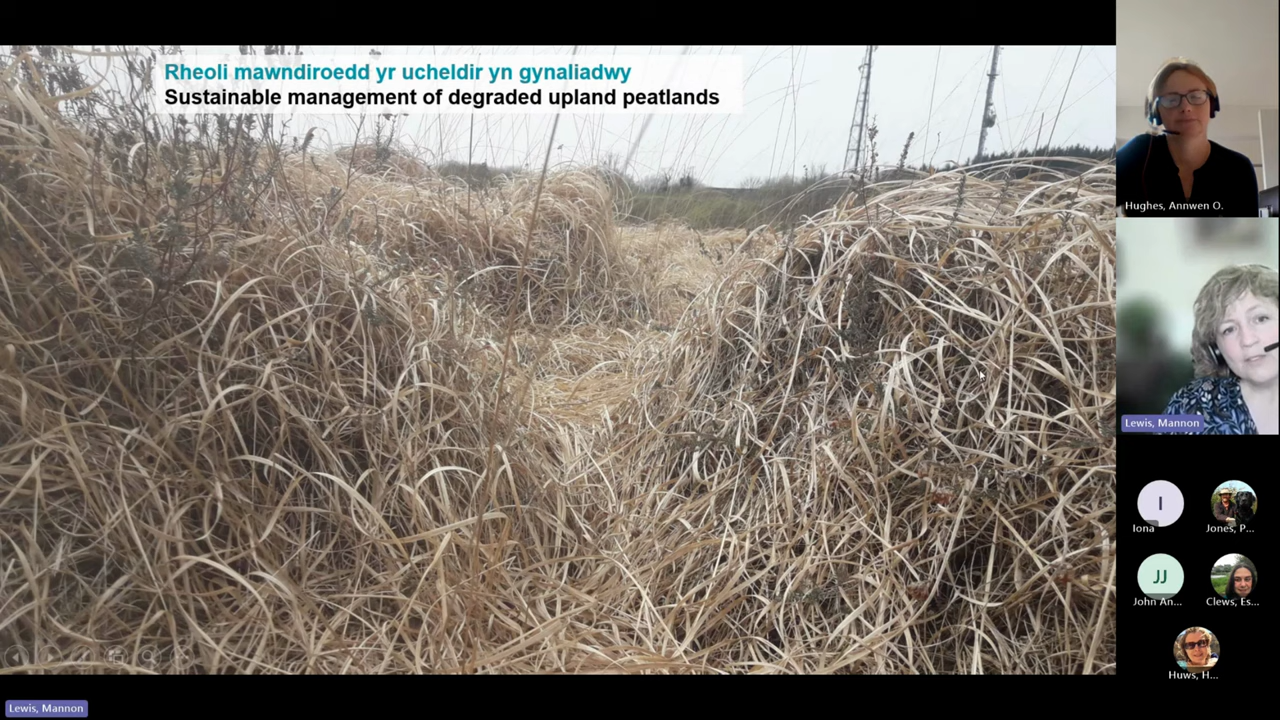 Rheoli mawndiroedd yr ucheldir yn gynaliadwy
Sustainable management of degraded upland peatlands
Hughes, Annwen O.
Lewis, Mannon
I
Iona
Jones, P...
JJ
John An...
Clews, Es...
Huws, H...
Lewis, Mannon